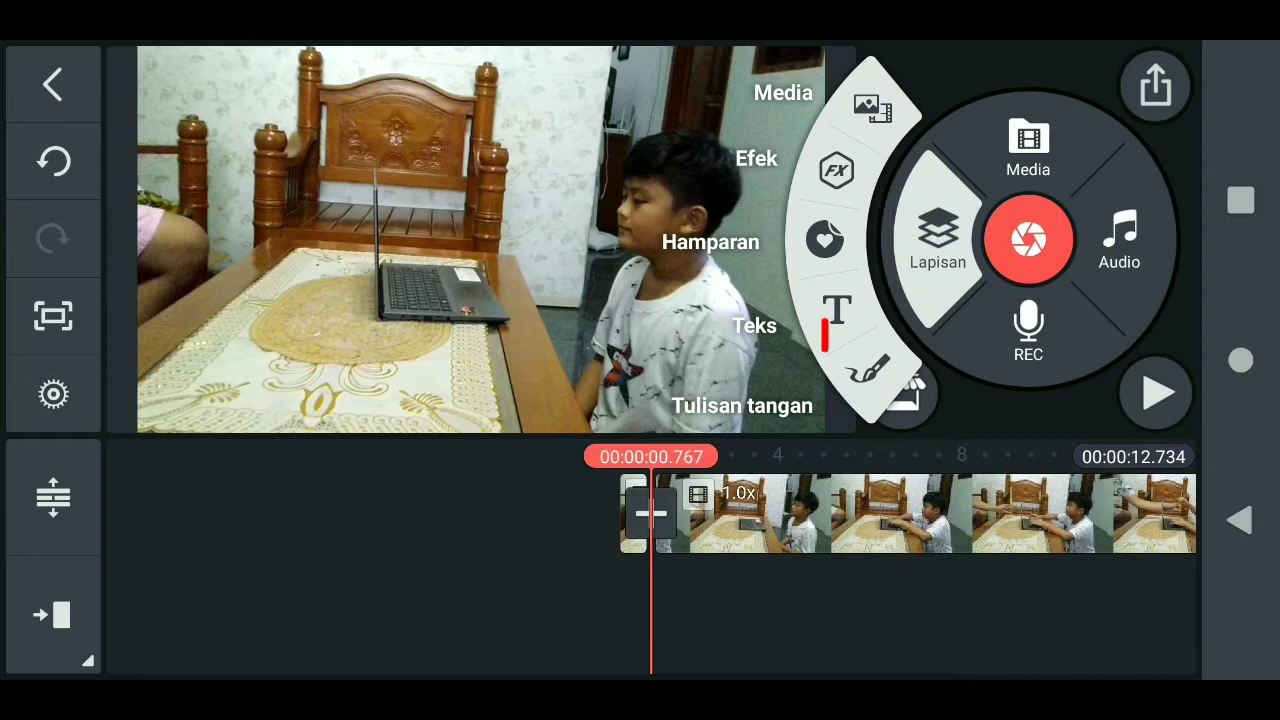 Media
Efek
Hamparan
Teks
Tulisan tangan
FX
T
Media
Lapisan
Audio
REC
00:00:00.767
4
8
00:00:12.734
1.0x